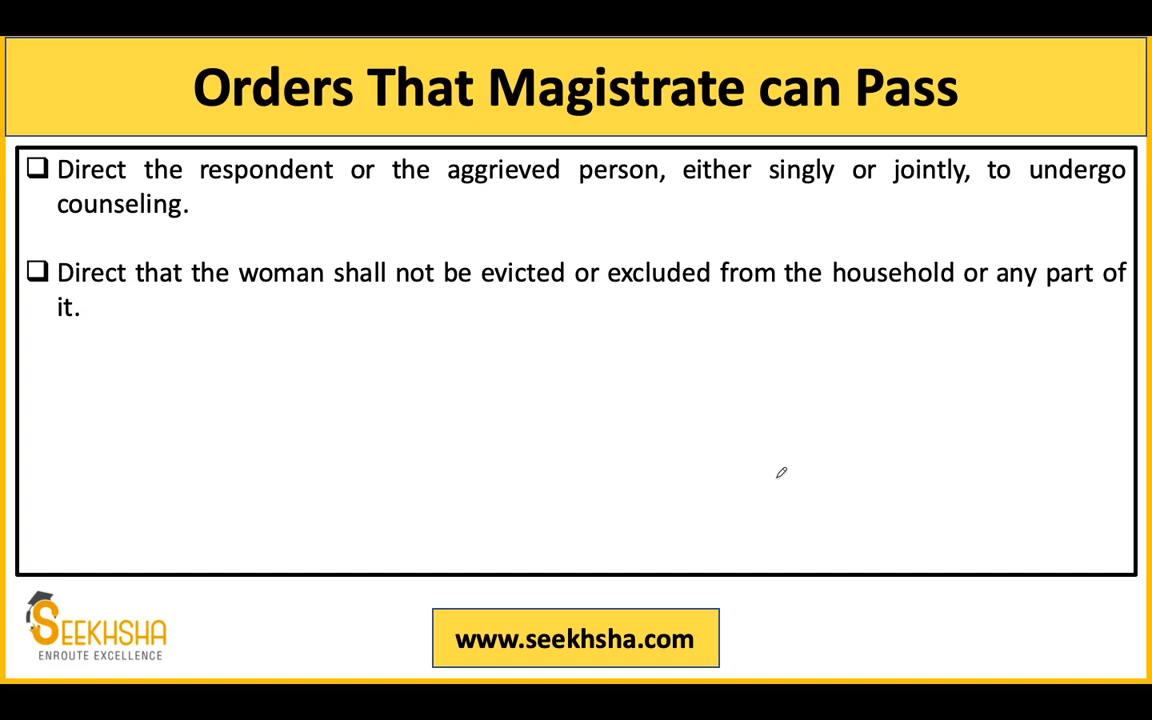 Orders That Magistrate can Pass
Direct the respondent or the aggrieved person, either singly or jointly, to undergo
counseling.
Direct that the woman shall not be evicted or excluded from the household or any part of
it.
SEEKHSHA
ENROUTE EXCELLENCE
www.seekhsha.com